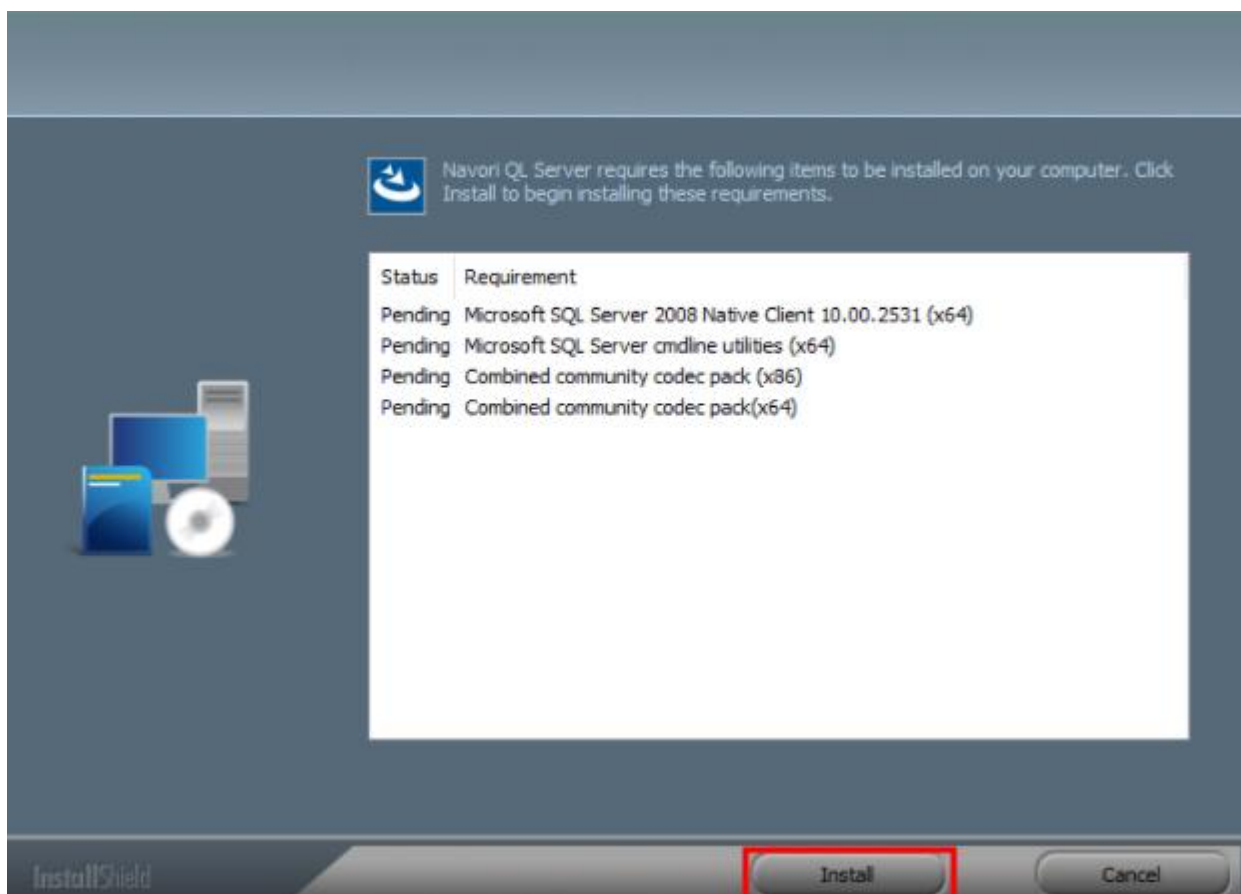 Navori QL Server requires the following items to be installed on your computer. Click
Install to begin installing these requirements.
Status Requirement
Pending Microsoft SQL Server 2008 Native Client 10.00.2531 (x64)
Pending Microsoft SQL Server cmdline utilities (x64)
Pending Combined community codec pack (x86)
Pending Combined community codec pack(x64)
InstallShield
Install Cancel